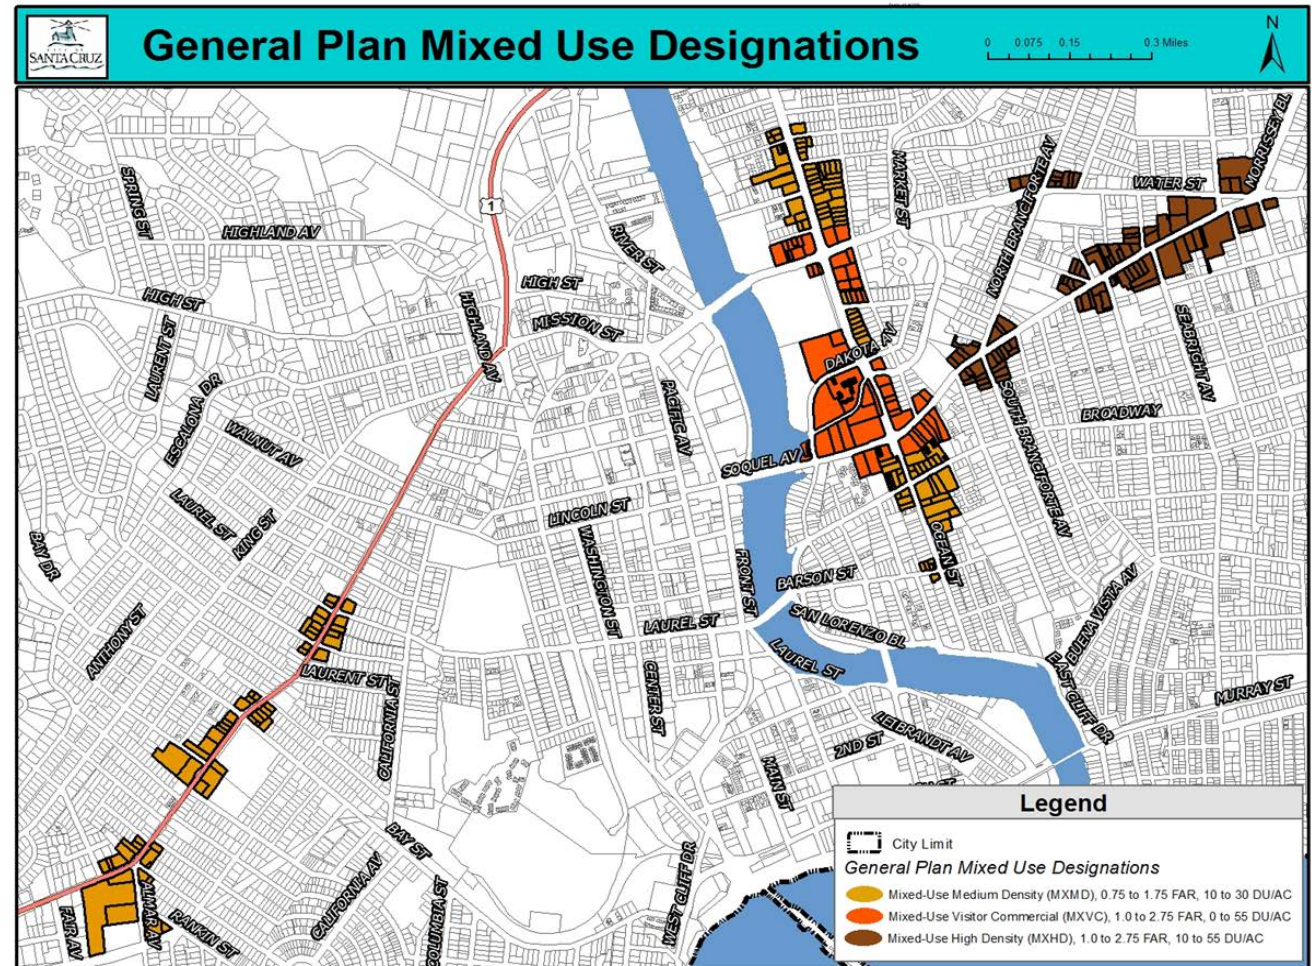 CITY OF
SANTA CRUZ
General Plan Mixed Use Designations
0 0.075 0.15 0.3 Miles
N
MORRISSEY BL
MARKET ST
NORTH BRANCIFORTE AV
WATER ST
SPRING ST
1
HIGHLAND AV
RIVER ST
HIGH ST
HIGH ST
HIGHLAND AV
MISSION ST
LAURENT ST
SEABRIGHT AV
DAKOTA AV
ESCALONA DR
PACIFIC AV
SOUTH BRANCIFORTE AV
BROADWAY
WALNUT AV
SOQUEL AV
LAUREL ST
KING ST
LINCOLN ST
BAY DR
WASHINGTON ST
OCEAN ST
FRONT ST
BARSON ST
ANTHONY ST
LAUREL ST
SAN LORENZO BL
BUENA VISTA AV
LAURENT ST
LAUREL ST
EAST CLIFF DR
MURRAY ST
CALIFORNIA ST
CENTER ST
LEIBRANDT AV
2ND ST
MAIN ST
BAY ST
WEST CLIFF DR
CALIFORNIA AV
COLUMBIA ST
FAIR AV
ALMAR AV
RANKIN ST
Legend
City Limit
General Plan Mixed Use Designations
Mixed-Use Medium Density (MXMD), 0.75 to 1.75 FAR, 10 to 30 DU/AC
Mixed-Use Visitor Commercial (MXVC), 1.0 to 2.75 FAR, 0 to 55 DU/AC
Mixed-Use High Density (MXHD), 1.0 to 2.75 FAR, 10 to 55 DU/AC